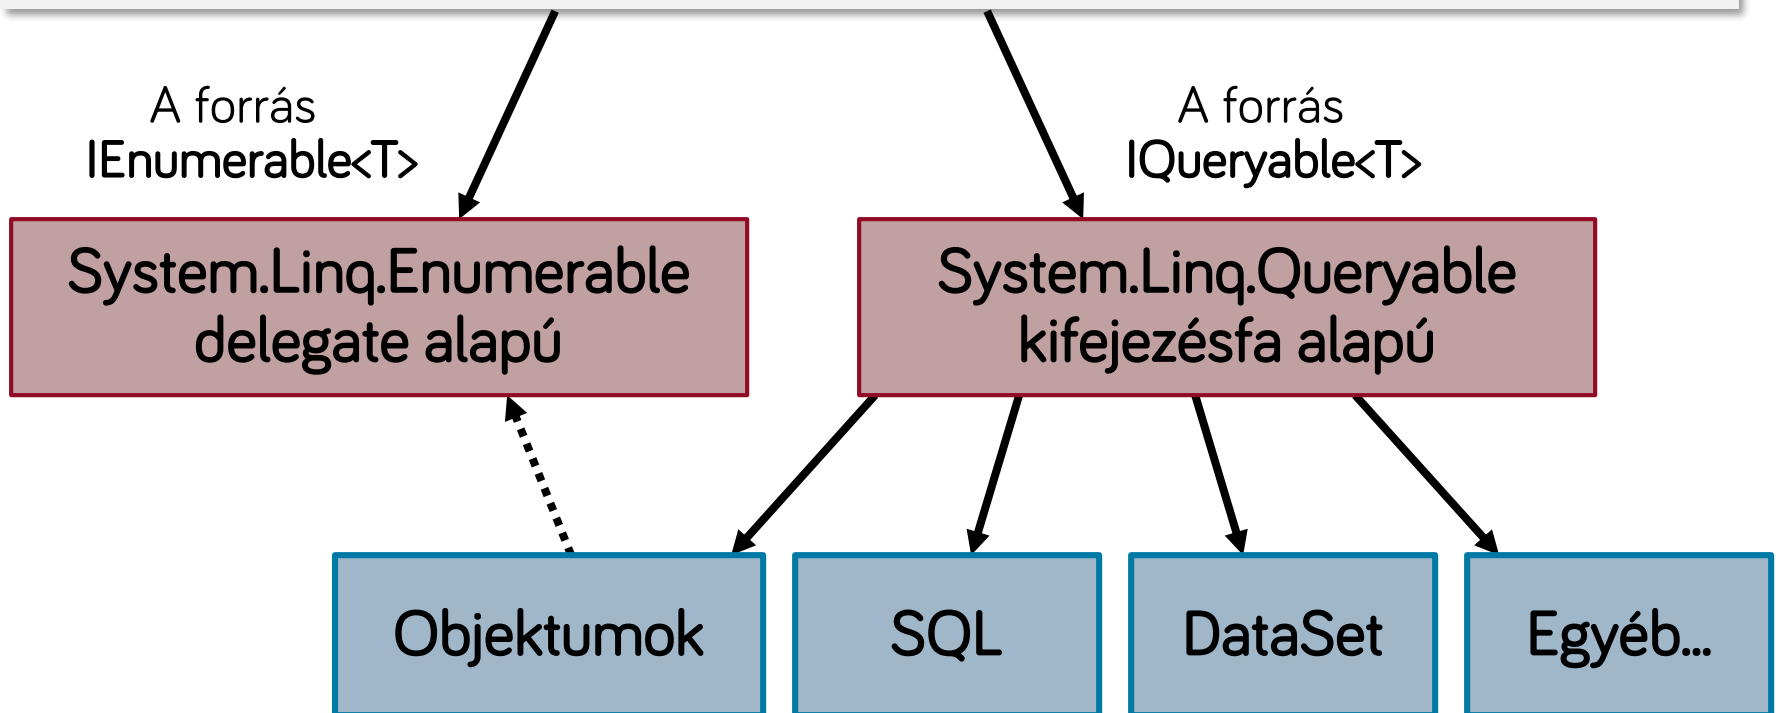 A forrás
IEnumerable<T>
A forrás
IQueryable<T>
System.Linq.Enumerable
delegate alapú
System.Linq.Queryable
kifejezésfa alapú
Objektumok
SQL
DataSet
Egyéb...